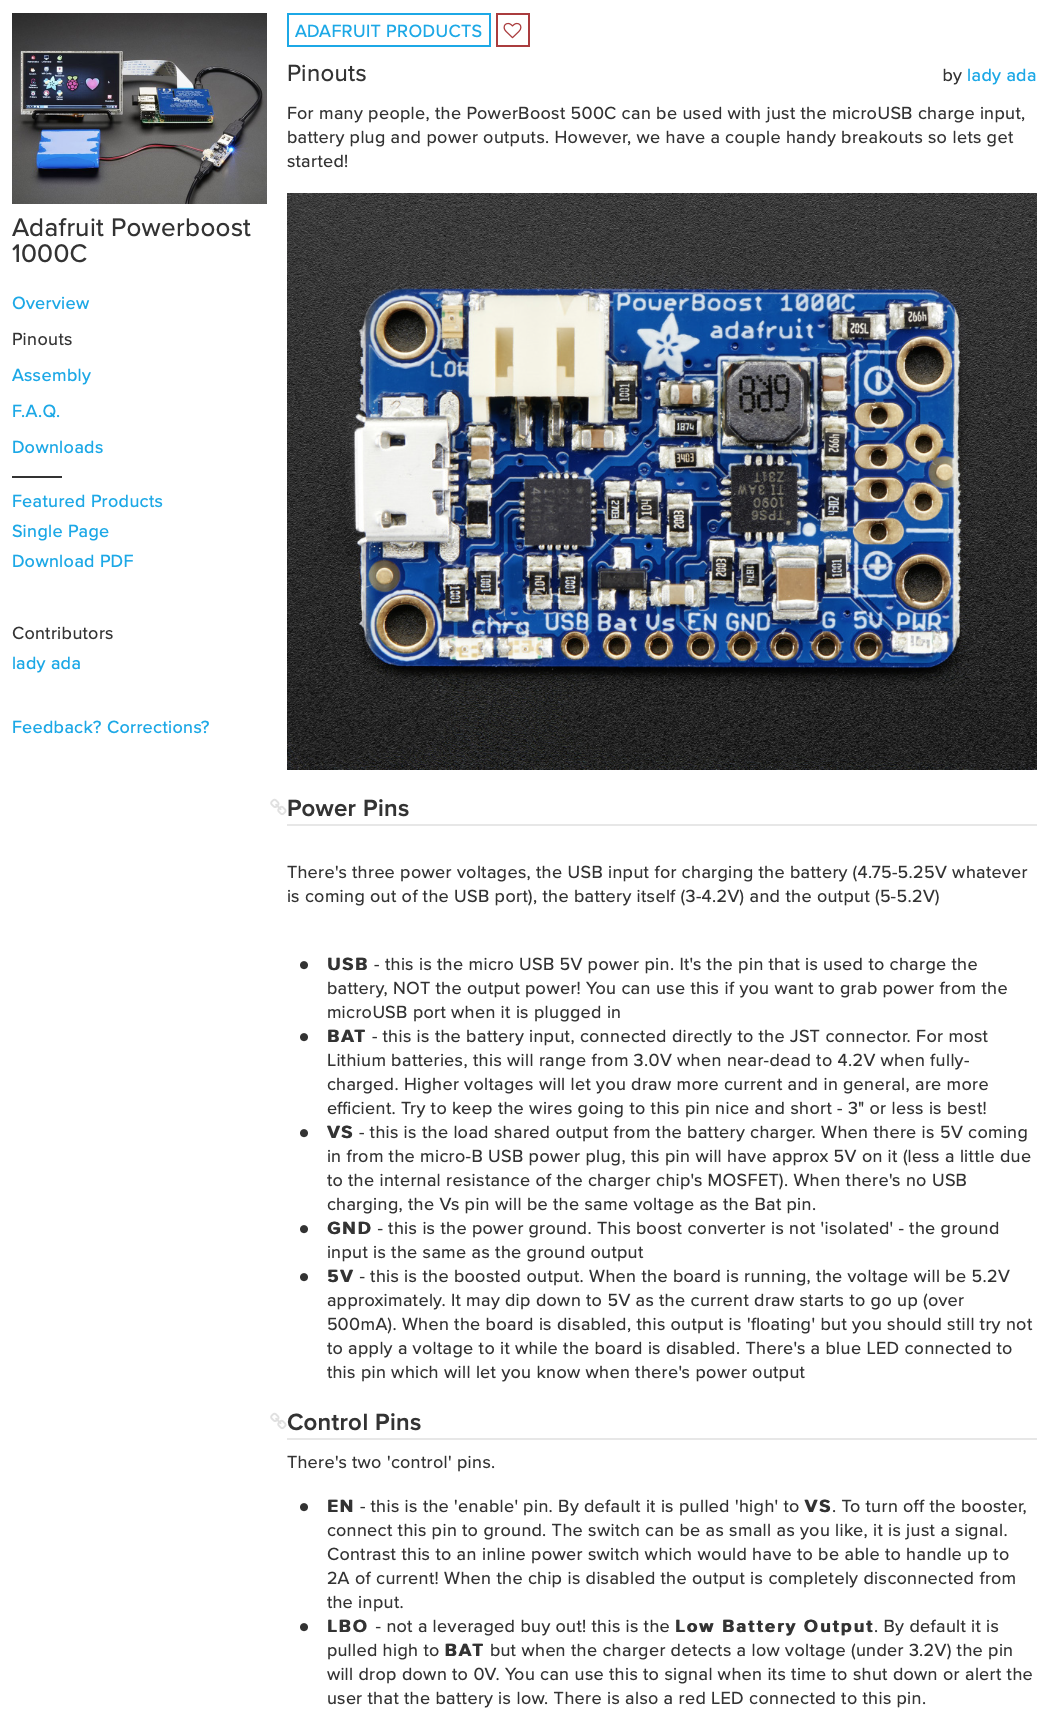 ADAFRUIT PRODUCTS
Pinouts
by lady ada
For many people, the PowerBoost 500C can be used with just the microUSB charge input,
battery plug and power outputs. However, we have a couple handy breakouts so lets get
started!
Adafruit Powerboost
1000C
Overview
Pinouts
Assembly
F.A.Q.
Downloads
Featured Products
Single Page
Download PDF
Contributors
lady ada
Feedback? Corrections?
PowerBoost 1000C
adafruit
LOW
1001
1874
3403
6R8
7502
4992
4992
4302
TPS6
1090
TI 3AW
Z31T
E02
104
2003
1001
1001
104
1001
2003
1874
1001
chrg
USB Bat Vs EN GND G 5V PWR
Power Pins
There's three power voltages, the USB input for charging the battery (4.75-5.25V whatever
is coming out of the USB port), the battery itself (3-4.2V) and the output (5-5.2V)
USB - this is the micro USB 5V power pin. It's the pin that is used to charge the
battery, NOT the output power! You can use this if you want to grab power from the
microUSB port when it is plugged in
BAT - this is the battery input, connected directly to the JST connector. For most
Lithium batteries, this will range from 3.0V when near-dead to 4.2V when fully-
charged. Higher voltages will let you draw more current and in general, are more
efficient. Try to keep the wires going to this pin nice and short - 3" or less is best!
VS - this is the load shared output from the battery charger. When there is 5V coming
in from the micro-B USB power plug, this pin will have approx 5V on it (less a little due
to the internal resistance of the charger chip's MOSFET). When there's no USB
charging, the Vs pin will be the same voltage as the Bat pin.
GND - this is the power ground. This boost converter is not 'isolated' - the ground
input is the same as the ground output
5V - this is the boosted output. When the board is running, the voltage will be 5.2V
approximately. It may dip down to 5V as the current draw starts to go up (over
500mA). When the board is disabled, this output is 'floating' but you should still try not
to apply a voltage to it while the board is disabled. There's a blue LED connected to
this pin which will let you know when there's power output
Control Pins
There's two 'control' pins.
EN - this is the 'enable' pin. By default it is pulled 'high' to VS. To turn off the booster,
connect this pin to ground. The switch can be as small as you like, it is just a signal.
Contrast this to an inline power switch which would have to be able to handle up to
2A of current! When the chip is disabled the output is completely disconnected from
the input.
LBO - not a leveraged buy out! this is the Low Battery Output. By default it is
pulled high to BAT but when the charger detects a low voltage (under 3.2V) the pin
will drop down to 0V. You can use this to signal when its time to shut down or alert the
user that the battery is low. There is also a red LED connected to this pin.